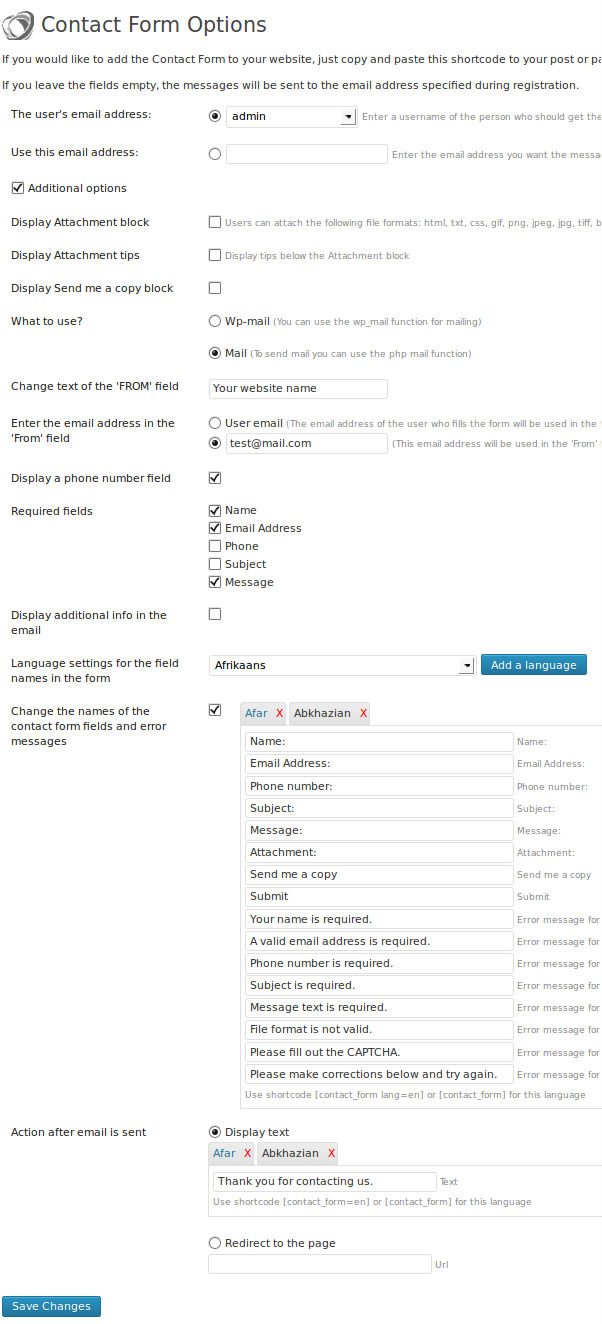 Contact Form Options
If you would like to add the Contact Form to your website, just copy and paste this shortcode to your post or
If you leave the fields empty, the messages will be sent to the email address specified during registration.
The user's email address: admin Enter a username of the person who should get the
Use this email address: Enter the email address you want the
Additional options
Display Attachment block Users can attach the following file formats: html, txt, css, gif, png, jpeg, jpg, tiff,
Display Attachment tips Display tips below the Attachment block
Display Send me a copy block
What to use? Wp-mail (You can use the wp_mail function for mailing)
Mail (To send mail you can use the php mail function)
Change text of the 'FROM' field Your website name
Enter the email address in the User email (The email address of the user who fills the form will be used in the
'From' field test@mail.com (This email address will be used in the 'From'
Display a phone number field
Required fields Name
Email Address
Phone
Subject
Message
Display additional info in the
email
Language settings for the field Afrikaans Add a language
names in the form
Change the names of the Afar X Abkhazian X
contact form fields and error
messages
Name: Name:
Email Address: Email Address:
Phone number: Phone number:
Subject: Subject:
Message: Message:
Attachment: Attachment:
Send me a copy Send me a copy
Submit Submit
Your name is required. Error message for
A valid email address is required. Error message for
Phone number is required. Error message for
Subject is required. Error message for
Message text is required. Error message for
File format is not valid. Error message for
Please fill out the CAPTCHA. Error message for
Please make corrections below and try again. Error message for
Use shortcode [contact_form lang=en] or [contact_form] for this language
Action after email is sent Display text
Afar X Abkhazian X
Thank you for contacting us. Text
Use shortcode [contact_form=en] or [contact_form] for this language
Redirect to the page
Url
Save Changes